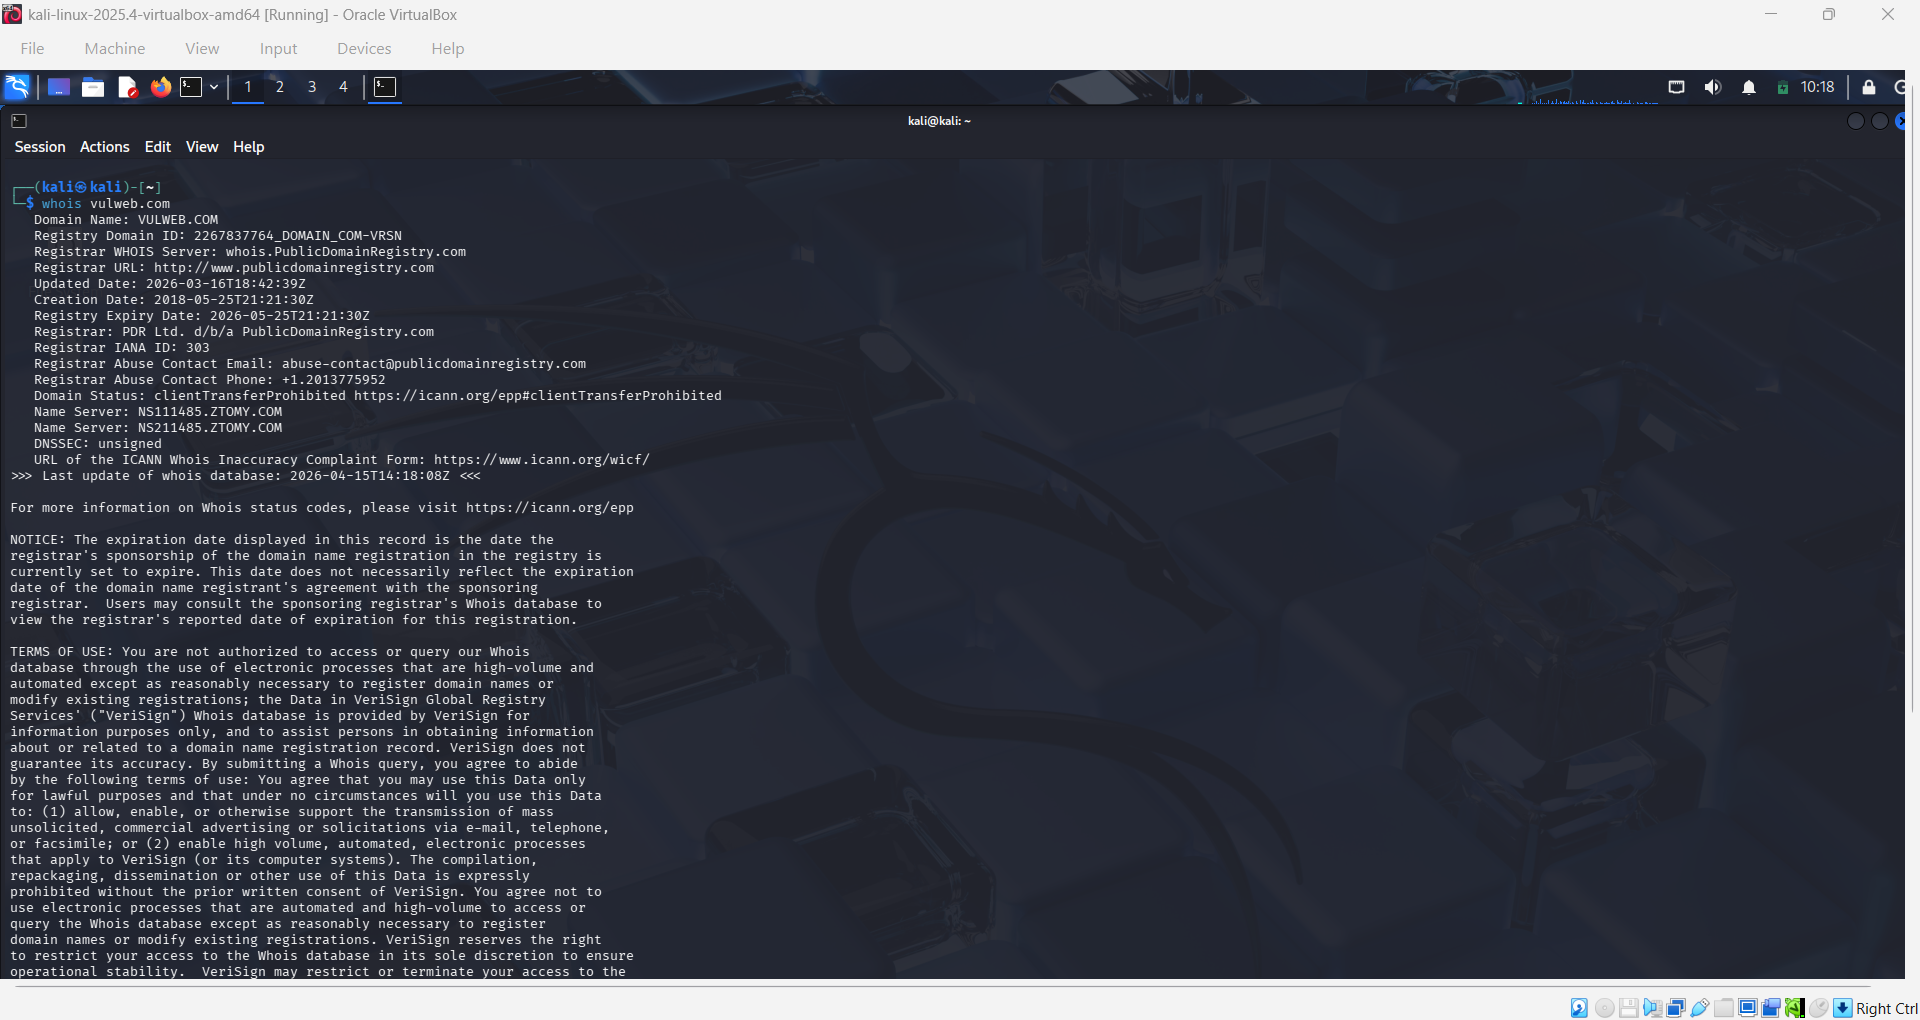 kali-linux-2025.4-virtualbox-amd64 [Running] - Oracle VirtualBox
File Machine View Input Devices Help
1 2 3 4 10:18
kali@kali: ~
Session Actions Edit View Help
┌──(kali㉿kali)-[~]
└─$ whois vulweb.com
Domain Name: VULWEB.COM
Registry Domain ID: 2267837764_DOMAIN_COM-VRSN
Registrar WHOIS Server: whois.PublicDomainRegistry.com
Registrar URL: http://www.publicdomainregistry.com
Updated Date: 2026-03-16T18:42:39Z
Creation Date: 2018-05-25T21:21:30Z
Registry Expiry Date: 2026-05-25T21:21:30Z
Registrar: PDR Ltd. d/b/a PublicDomainRegistry.com
Registrar IANA ID: 303
Registrar Abuse Contact Email: abuse-contact@publicdomainregistry.com
Registrar Abuse Contact Phone: +1.2013775952
Domain Status: clientTransferProhibited https://icann.org/epp#clientTransferProhibited
Name Server: NS111485.ZTOMY.COM
Name Server: NS211485.ZTOMY.COM
DNSSEC: unsigned
URL of the ICANN Whois Inaccuracy Complaint Form: https://www.icann.org/wicf/
>>> Last update of whois database: 2026-04-15T14:18:08Z <<<
For more information on Whois status codes, please visit https://icann.org/epp
NOTICE: The expiration date displayed in this record is the date the
registrar's sponsorship of the domain name registration in the registry is
currently set to expire. This date does not necessarily reflect the expiration
date of the domain name registrant's agreement with the sponsoring
registrar.  Users may consult the sponsoring registrar's Whois database to
view the registrar's reported date of expiration for this registration.
TERMS OF USE: You are not authorized to access or query our Whois
database through the use of electronic processes that are high-volume and
automated except as reasonably necessary to register domain names or
modify existing registrations; the Data in VeriSign Global Registry
Services' ("VeriSign") Whois database is provided by VeriSign for
information purposes only, and to assist persons in obtaining information
about or related to a domain name registration record. VeriSign does not
guarantee its accuracy. By submitting a Whois query, you agree to abide
by the following terms of use: You agree that you may use this Data only
for lawful purposes and that under no circumstances will you use this Data
to: (1) allow, enable, or otherwise support the transmission of mass
unsolicited, commercial advertising or solicitations via e-mail, telephone,
or facsimile; or (2) enable high volume, automated, electronic processes
that apply to VeriSign (or its computer systems). The compilation,
repackaging, dissemination or other use of this Data is expressly
prohibited without the prior written consent of VeriSign. You agree not to
use electronic processes that are automated and high-volume to access or
query the Whois database except as reasonably necessary to register
domain names or modify existing registrations. VeriSign reserves the right
to restrict your access to the Whois database in its sole discretion to ensure
operational stability.  VeriSign may restrict or terminate your access to the
Right Ctrl